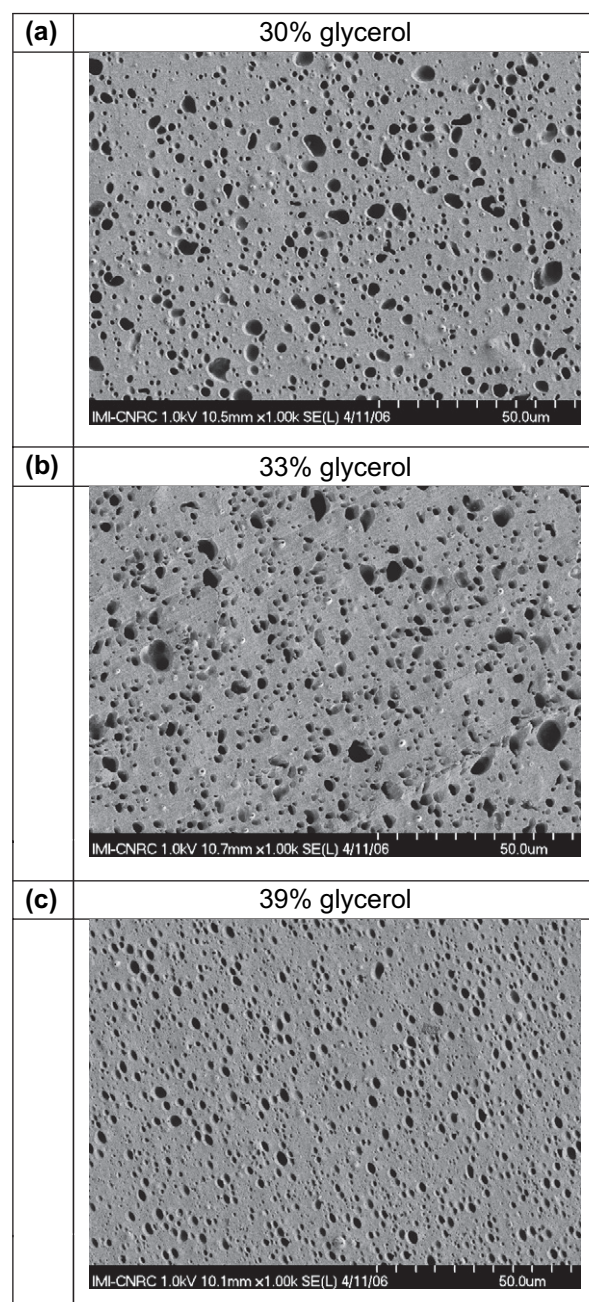 (a) 30% glycerol
IMI-CNRC 1.0kV 10.5mm x1.00k SE(L) 4/11/06 50.0um
(b) 33% glycerol
IMI-CNRC 1.0kV 10.7mm x1.00k SE(L) 4/11/06 50.0um
(c) 39% glycerol
IMI-CNRC 1.0kV 10.1mm x1.00k SE(L) 4/11/06 50.0um